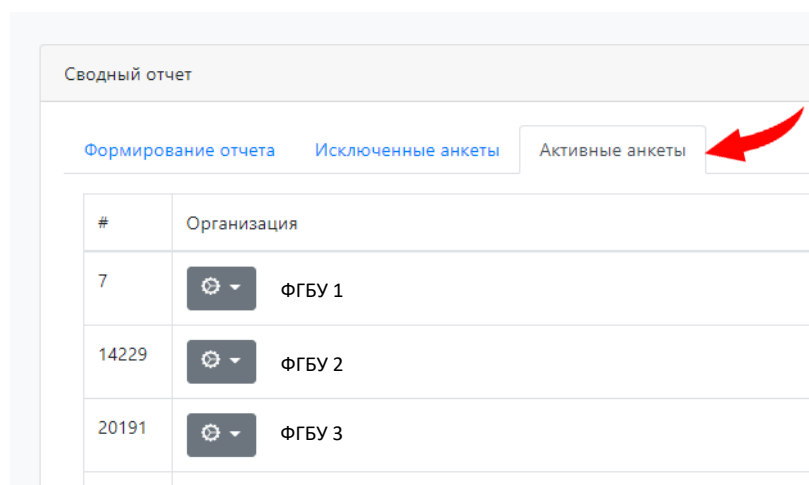 Сводный отчет
Формирование отчета Исключенные анкеты Активные анкеты
# Организация
7 ФГБУ 1
14229 ФГБУ 2
20191 ФГБУ 3